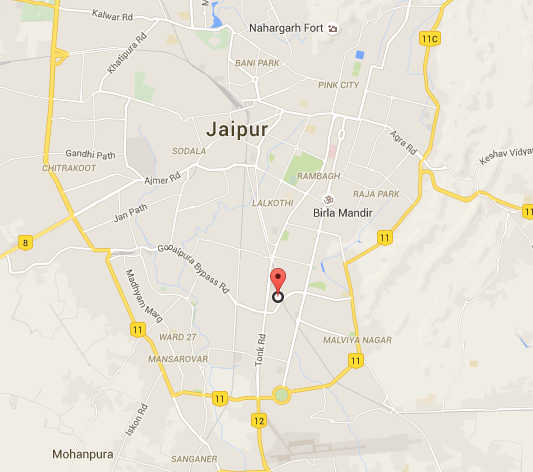 Kalwar Rd
Nahargarh Fort
11C
Khatipura Rd
BANI PARK
PINK CITY
Jaipur
Agra Rd
Gandhi Path
SODALA
Keshav Vidya
CHITRAKOOT
Ajmer Rd
RAMBAGH
RAJA PARK
LALKOTHI
Jan Path
Birla Mandir
11
11
8
Gopalpura Bypass Rd
Madhyam Marg
11
WARD 27
Tonk Rd
MALVIYA NAGAR
MANSAROVAR
11
11
12
Iskon Rd
Mohanpura
SANGANER